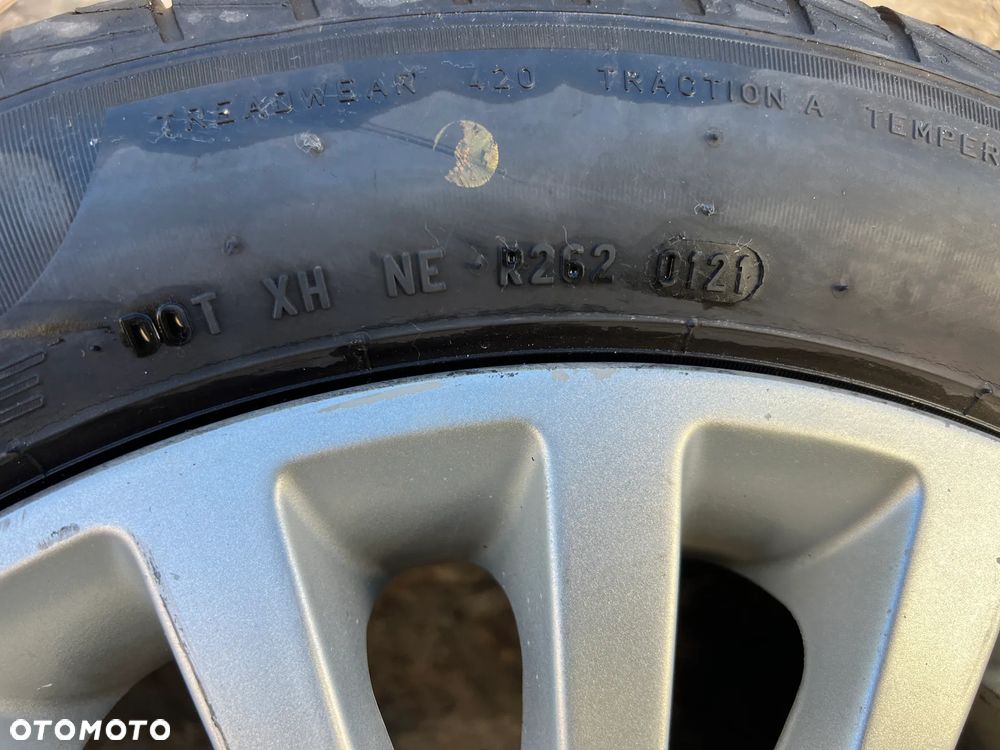 TREADWEAR 420 TRACTION A TEMPER
DOT XH NE R262 0121
OTOMOTO